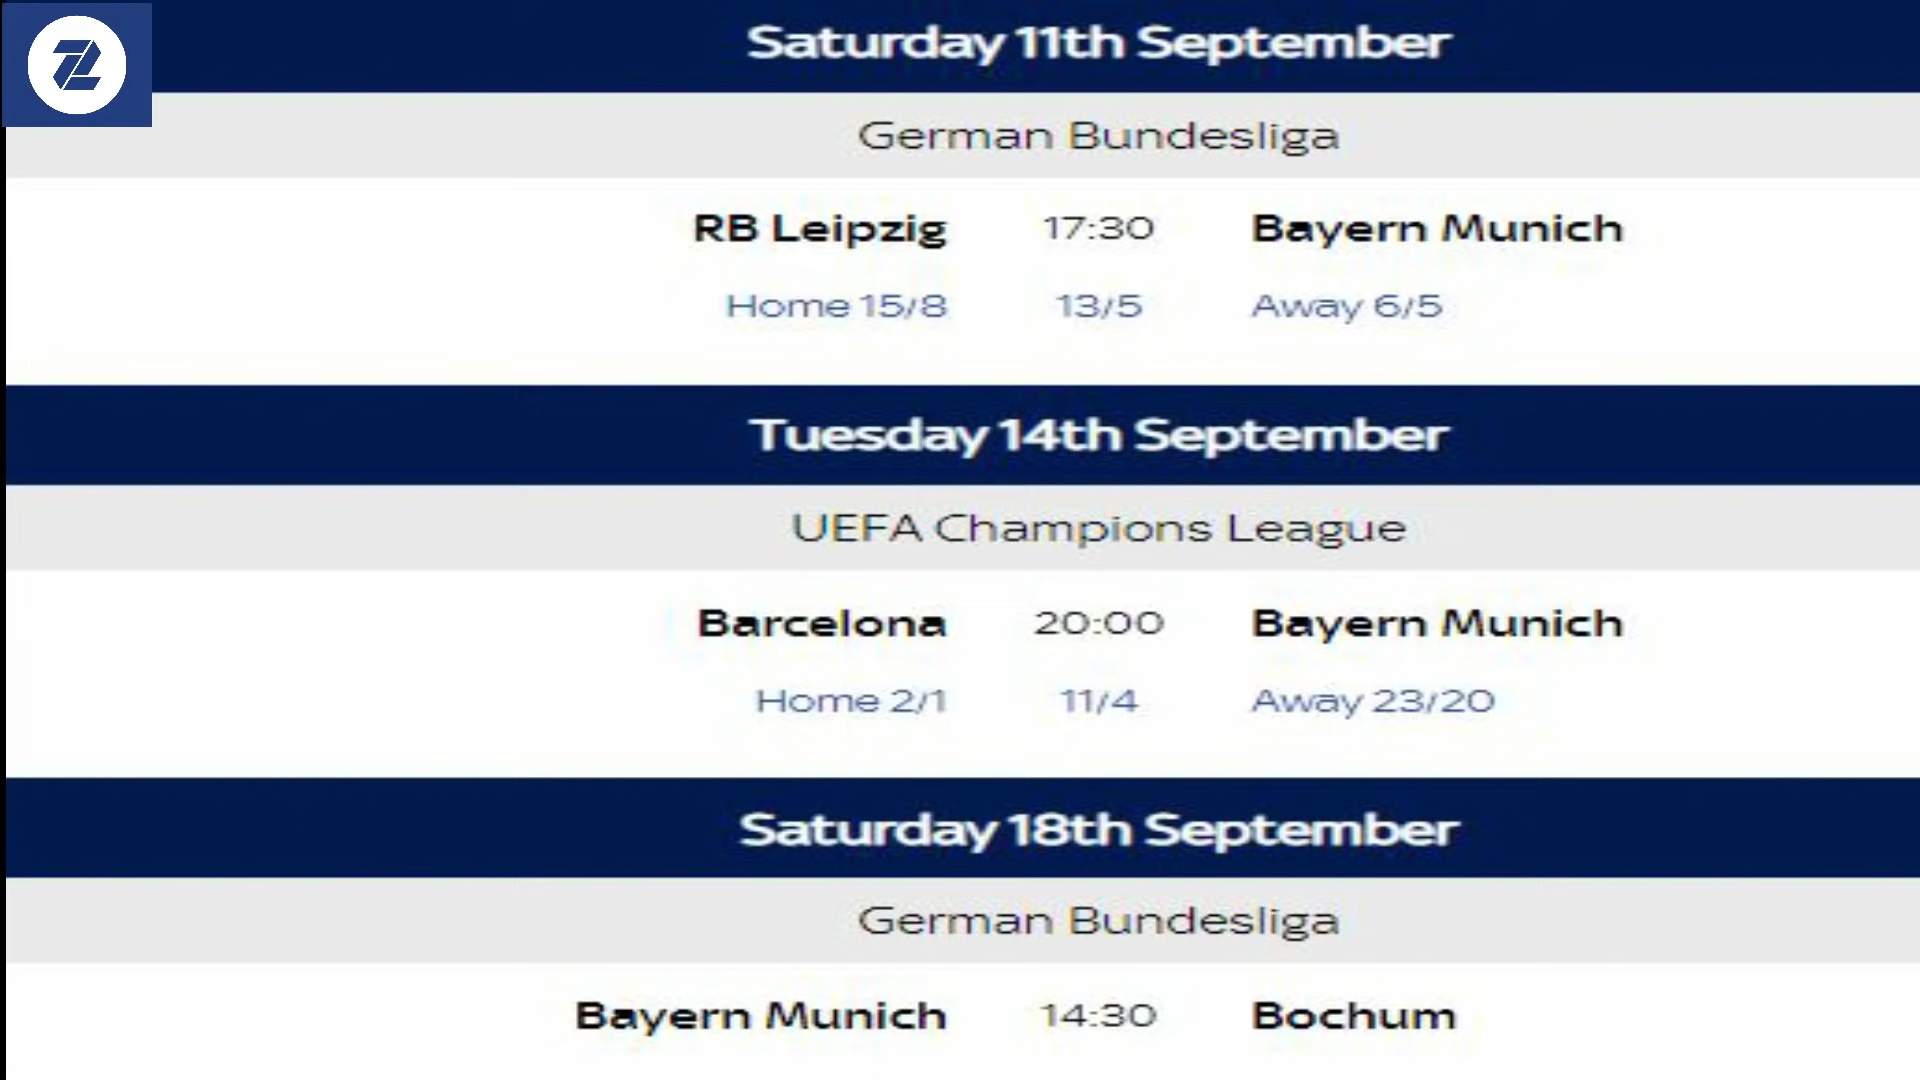 Saturday 11th September
German Bundesliga
RB Leipzig 17:30 Bayern Munich
Home 15/8 13/5 Away 6/5
Tuesday 14th September
UEFA Champions League
Barcelona 20:00 Bayern Munich
Home 2/1 11/4 Away 23/20
Saturday 18th September
German Bundesliga
Bayern Munich 14:30 Bochum